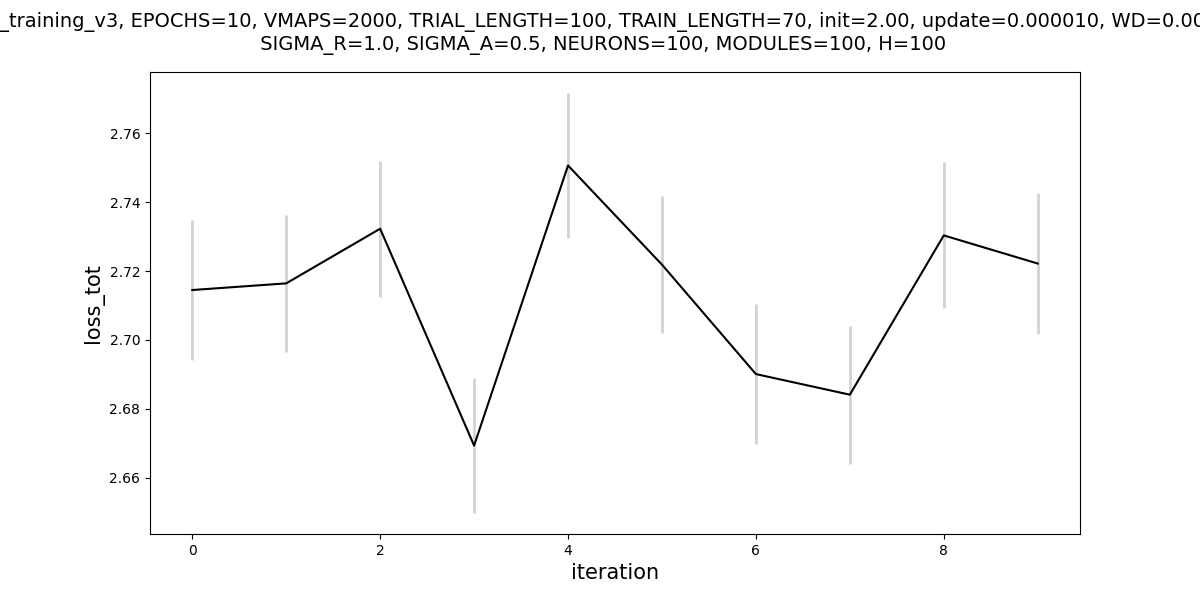 _training_v3, EPOCHS=10, VMAPS=2000, TRIAL_LENGTH=100, TRAIN_LENGTH=70, init=2.00, update=0.000010, WD=0.00
SIGMA_R=1.0, SIGMA_A=0.5, NEURONS=100, MODULES=100, H=100
2.76
2.74
2.72
2.70
2.68
2.66
loss_tot
0 2 4 6 8
iteration